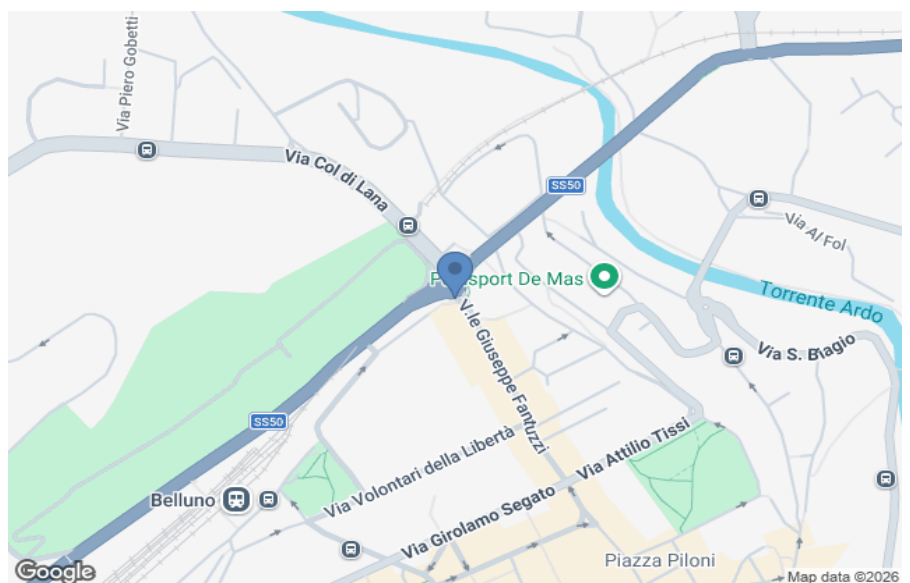 Via Piero Gobetti
Via Col di Lana
SS50
Via Al Fol
Palasport De Mas
Torrente Ardo
V.le Giuseppe Fantuzzi
Via S. Biagio
SS50
Via Attilio Tissi
Via Volontari della Libertà
Belluno
Via Girolamo Segato
Piazza Piloni
Google
Map data ©2026